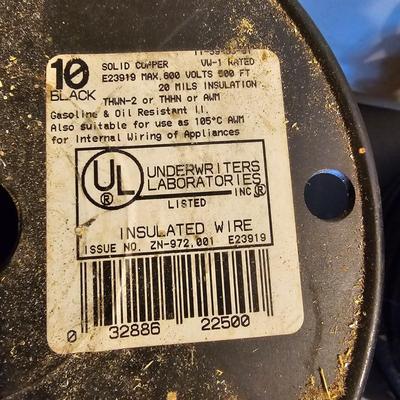 10
BLACK
SOLID COPPER VW-1 RATED
E23919 MAX.600 VOLTS 500 FT
20 MILS INSULATION
THWN-2 or THHN or AWM
Gasoline & Oil Resistant II.
Also suitable for use as 105°C AWM
for Internal Wiring of Appliances
UL
®
UNDERWRITERS
LABORATORIES
INC®
LISTED
INSULATED WIRE
ISSUE NO. ZN-972,001 E23919
0 32886 22500